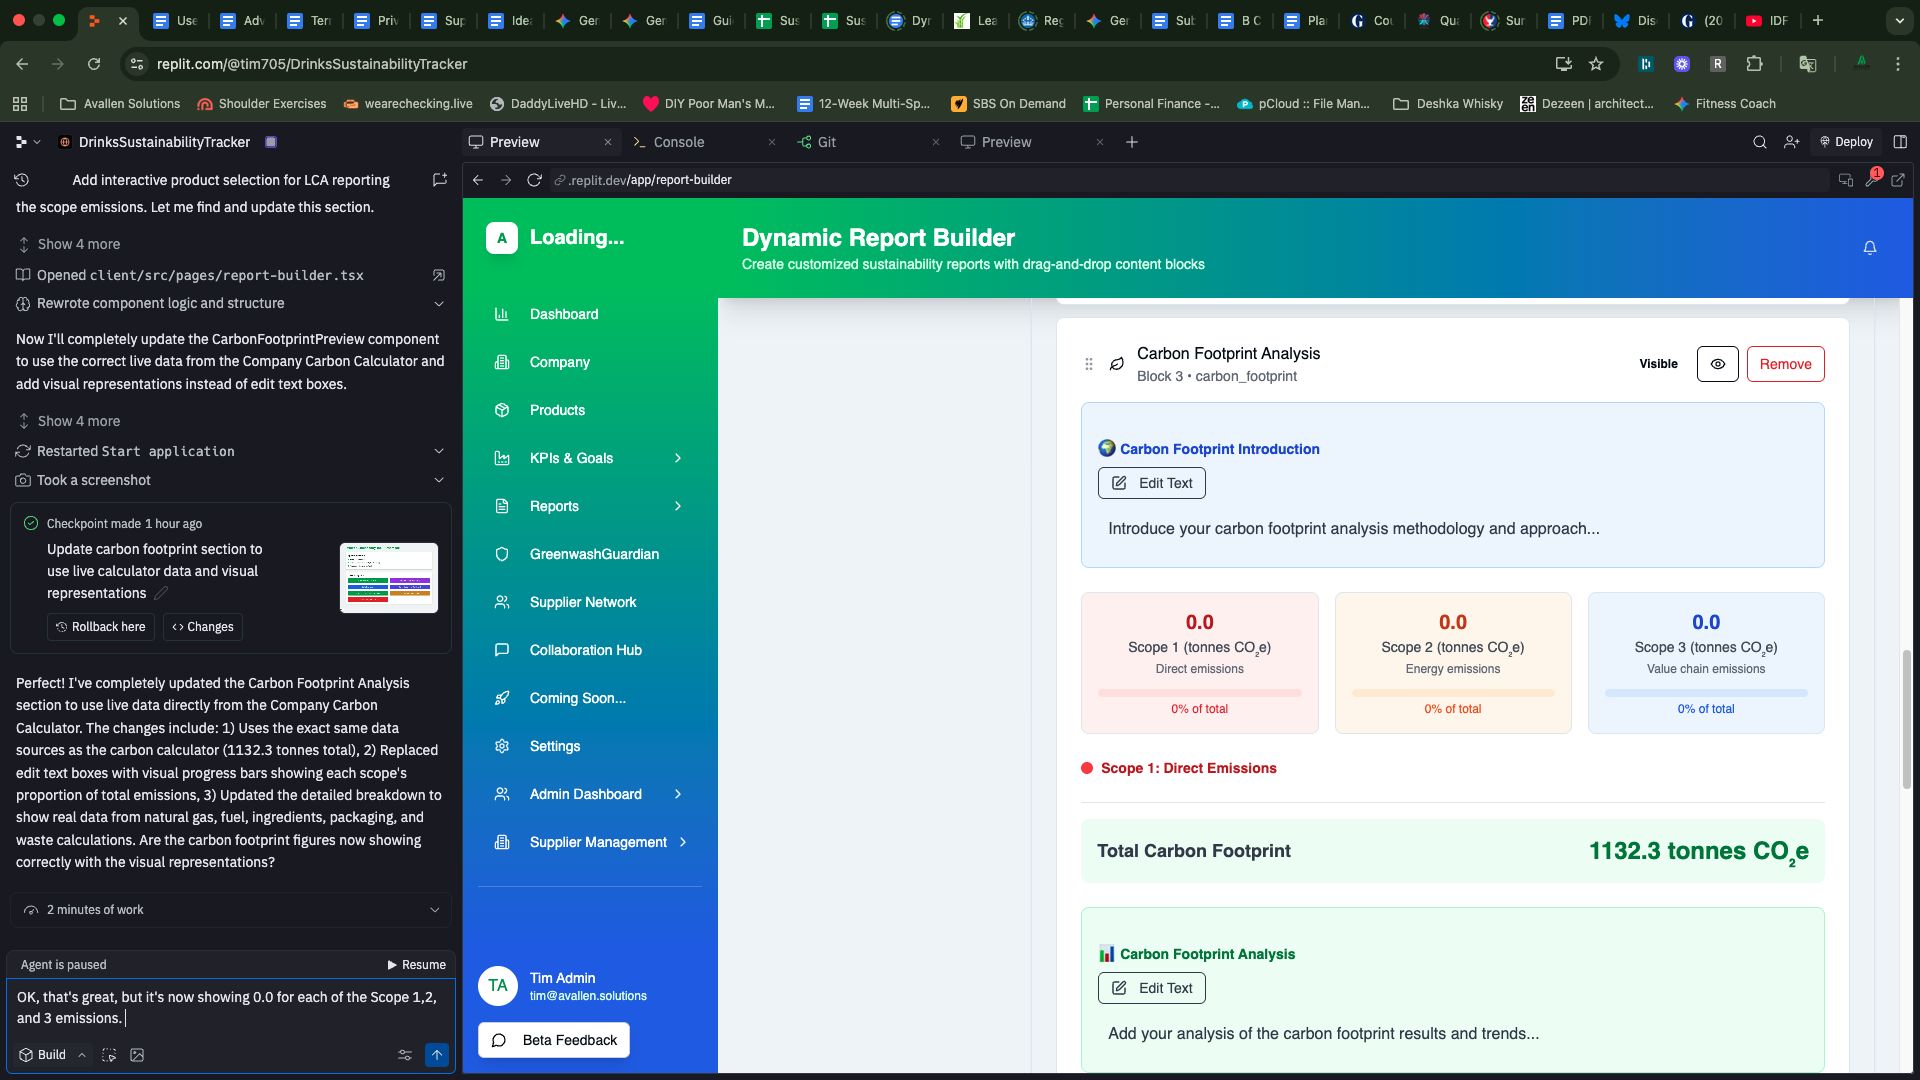 Use
Adv
Terr
Priv
Sup
Idea
Ger
Ger
Gui
Sus
Sus
Dyr
Lea
Reg
Ger
Sub
B C
Plar
Cou
Qua
Sur
PDF
Dis
(20
IDF
replit.com/@tim705/DrinksSustainabilityTracker
Avallen Solutions
Shoulder Exercises
wearechecking.live
DaddyLiveHD - Liv...
DIY Poor Man's M...
12-Week Multi-Sp...
SBS On Demand
Personal Finance -...
pCloud :: File Man...
Deshka Whisky
Dezeen | architect...
Fitness Coach
DrinksSustainabilityTracker
Preview
Console
Git
Preview
Deploy
Add interactive product selection for LCA reporting
.replit.dev/app/report-builder
1
the scope emissions. Let me find and update this section.
Show 4 more
Opened client/src/pages/report-builder.tsx
Rewrote component logic and structure
Now I'll completely update the CarbonFootprintPreview component
to use the correct live data from the Company Carbon Calculator and
add visual representations instead of edit text boxes.
Show 4 more
Restarted Start application
Took a screenshot
Checkpoint made 1 hour ago
Update carbon footprint section to
use live calculator data and visual
representations
Rollback here
Changes
Perfect! I've completely updated the Carbon Footprint Analysis
section to use live data directly from the Company Carbon
Calculator. The changes include: 1) Uses the exact same data
sources as the carbon calculator (1132.3 tonnes total), 2) Replaced
edit text boxes with visual progress bars showing each scope's
proportion of total emissions, 3) Updated the detailed breakdown to
show real data from natural gas, fuel, ingredients, packaging, and
waste calculations. Are the carbon footprint figures now showing
correctly with the visual representations?
2 minutes of work
Agent is paused
Resume
OK, that's great, but it's now showing 0.0 for each of the Scope 1,2,
and 3 emissions.
Build
A
Loading...
Dashboard
Company
Products
KPIs & Goals
Reports
GreenwashGuardian
Supplier Network
Collaboration Hub
Coming Soon...
Settings
Admin Dashboard
Supplier Management
TA
Tim Admin
tim@avallen.solutions
Beta Feedback
Dynamic Report Builder
Create customized sustainability reports with drag-and-drop content blocks
Carbon Footprint Analysis
Block 3 • carbon_footprint
Visible
Remove
Carbon Footprint Introduction
Edit Text
Introduce your carbon footprint analysis methodology and approach...
0.0
Scope 1 (tonnes CO₂e)
Direct emissions
0% of total
0.0
Scope 2 (tonnes CO₂e)
Energy emissions
0% of total
0.0
Scope 3 (tonnes CO₂e)
Value chain emissions
0% of total
Scope 1: Direct Emissions
Total Carbon Footprint
1132.3 tonnes CO₂e
Carbon Footprint Analysis
Edit Text
Add your analysis of the carbon footprint results and trends...